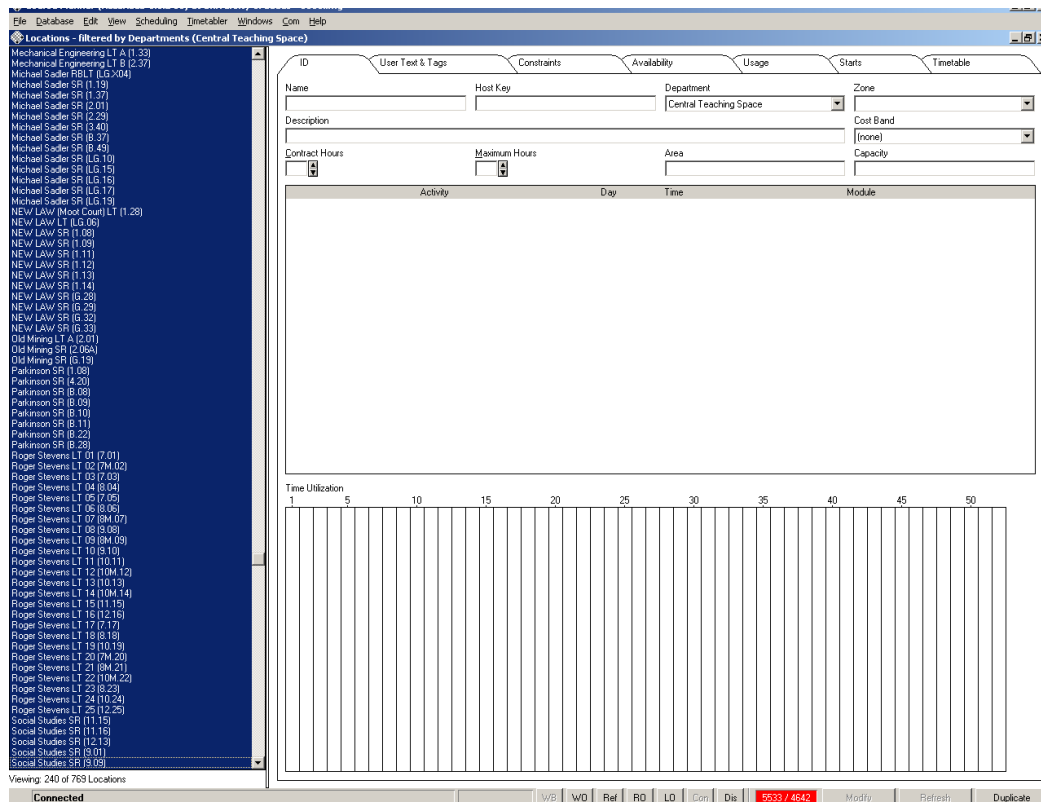 File Database Edit View Scheduling Timetabler Windows Com Help
Locations - filtered by Departments (Central Teaching Space)
Mechanical Engineering LT A (1.33)
Mechanical Engineering LT B (2.37)
Michael Sadler RBLT (LG.X04)
Michael Sadler SR (1.19)
Michael Sadler SR (1.37)
Michael Sadler SR (2.01)
Michael Sadler SR (2.29)
Michael Sadler SR (3.40)
Michael Sadler SR (B.37)
Michael Sadler SR (B.49)
Michael Sadler SR (LG.10)
Michael Sadler SR (LG.15)
Michael Sadler SR (LG.16)
Michael Sadler SR (LG.17)
Michael Sadler SR (LG.19)
NEW LAW (Moot Court) LT (1.28)
NEW LAW LT (LG.06)
NEW LAW SR (1.08)
NEW LAW SR (1.09)
NEW LAW SR (1.11)
NEW LAW SR (1.12)
NEW LAW SR (1.13)
NEW LAW SR (1.14)
NEW LAW SR (G.28)
NEW LAW SR (G.29)
NEW LAW SR (G.32)
NEW LAW SR (G.33)
Old Mining LT A (2.01)
Old Mining SR (2.06A)
Old Mining SR (G.19)
Parkinson SR (1.08)
Parkinson SR (4.20)
Parkinson SR (B.08)
Parkinson SR (B.09)
Parkinson SR (B.10)
Parkinson SR (B.11)
Parkinson SR (B.22)
Parkinson SR (B.28)
Roger Stevens LT 01 (7.01)
Roger Stevens LT 02 (7M.02)
Roger Stevens LT 03 (7.03)
Roger Stevens LT 04 (8.04)
Roger Stevens LT 05 (7.05)
Roger Stevens LT 06 (8.06)
Roger Stevens LT 07 (8M.07)
Roger Stevens LT 08 (9.08)
Roger Stevens LT 09 (8M.09)
Roger Stevens LT 10 (9.10)
Roger Stevens LT 11 (10.11)
Roger Stevens LT 12 (10M.12)
Roger Stevens LT 13 (10.13)
Roger Stevens LT 14 (10M.14)
Roger Stevens LT 15 (11.15)
Roger Stevens LT 16 (12.16)
Roger Stevens LT 17 (7.17)
Roger Stevens LT 18 (8.18)
Roger Stevens LT 19 (10.19)
Roger Stevens LT 20 (7M.20)
Roger Stevens LT 21 (8M.21)
Roger Stevens LT 22 (10M.22)
Roger Stevens LT 23 (8.23)
Roger Stevens LT 24 (10.24)
Roger Stevens LT 25 (12.25)
Social Studies SR (11.15)
Social Studies SR (11.16)
Social Studies SR (12.13)
Social Studies SR (9.01)
Social Studies SR (9.09)
Viewing: 240 of 769 Locations
ID User Text & Tags Constraints Availability Usage Starts Timetable
Name Host Key Department Zone
Central Teaching Space
Description Cost Band
(none)
Contract Hours Maximum Hours Area Capacity
Activity Day Time Module
Time Utilization
1 5 10 15 20 25 30 35 40 45 50
Connected WB WO Ref RO LO Con Dis 5533 / 4642 Modify Refresh Duplicate